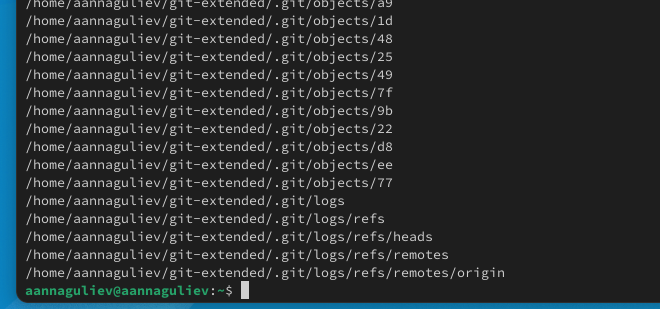 /home/aannaguliev/git-extended/.git/objects/a9
/home/aannaguliev/git-extended/.git/objects/1d
/home/aannaguliev/git-extended/.git/objects/48
/home/aannaguliev/git-extended/.git/objects/25
/home/aannaguliev/git-extended/.git/objects/49
/home/aannaguliev/git-extended/.git/objects/7f
/home/aannaguliev/git-extended/.git/objects/9b
/home/aannaguliev/git-extended/.git/objects/22
/home/aannaguliev/git-extended/.git/objects/d8
/home/aannaguliev/git-extended/.git/objects/ee
/home/aannaguliev/git-extended/.git/objects/77
/home/aannaguliev/git-extended/.git/logs
/home/aannaguliev/git-extended/.git/logs/refs
/home/aannaguliev/git-extended/.git/logs/refs/heads
/home/aannaguliev/git-extended/.git/logs/refs/remotes
/home/aannaguliev/git-extended/.git/logs/refs/remotes/origin
aannaguliev@aannaguliev:~$